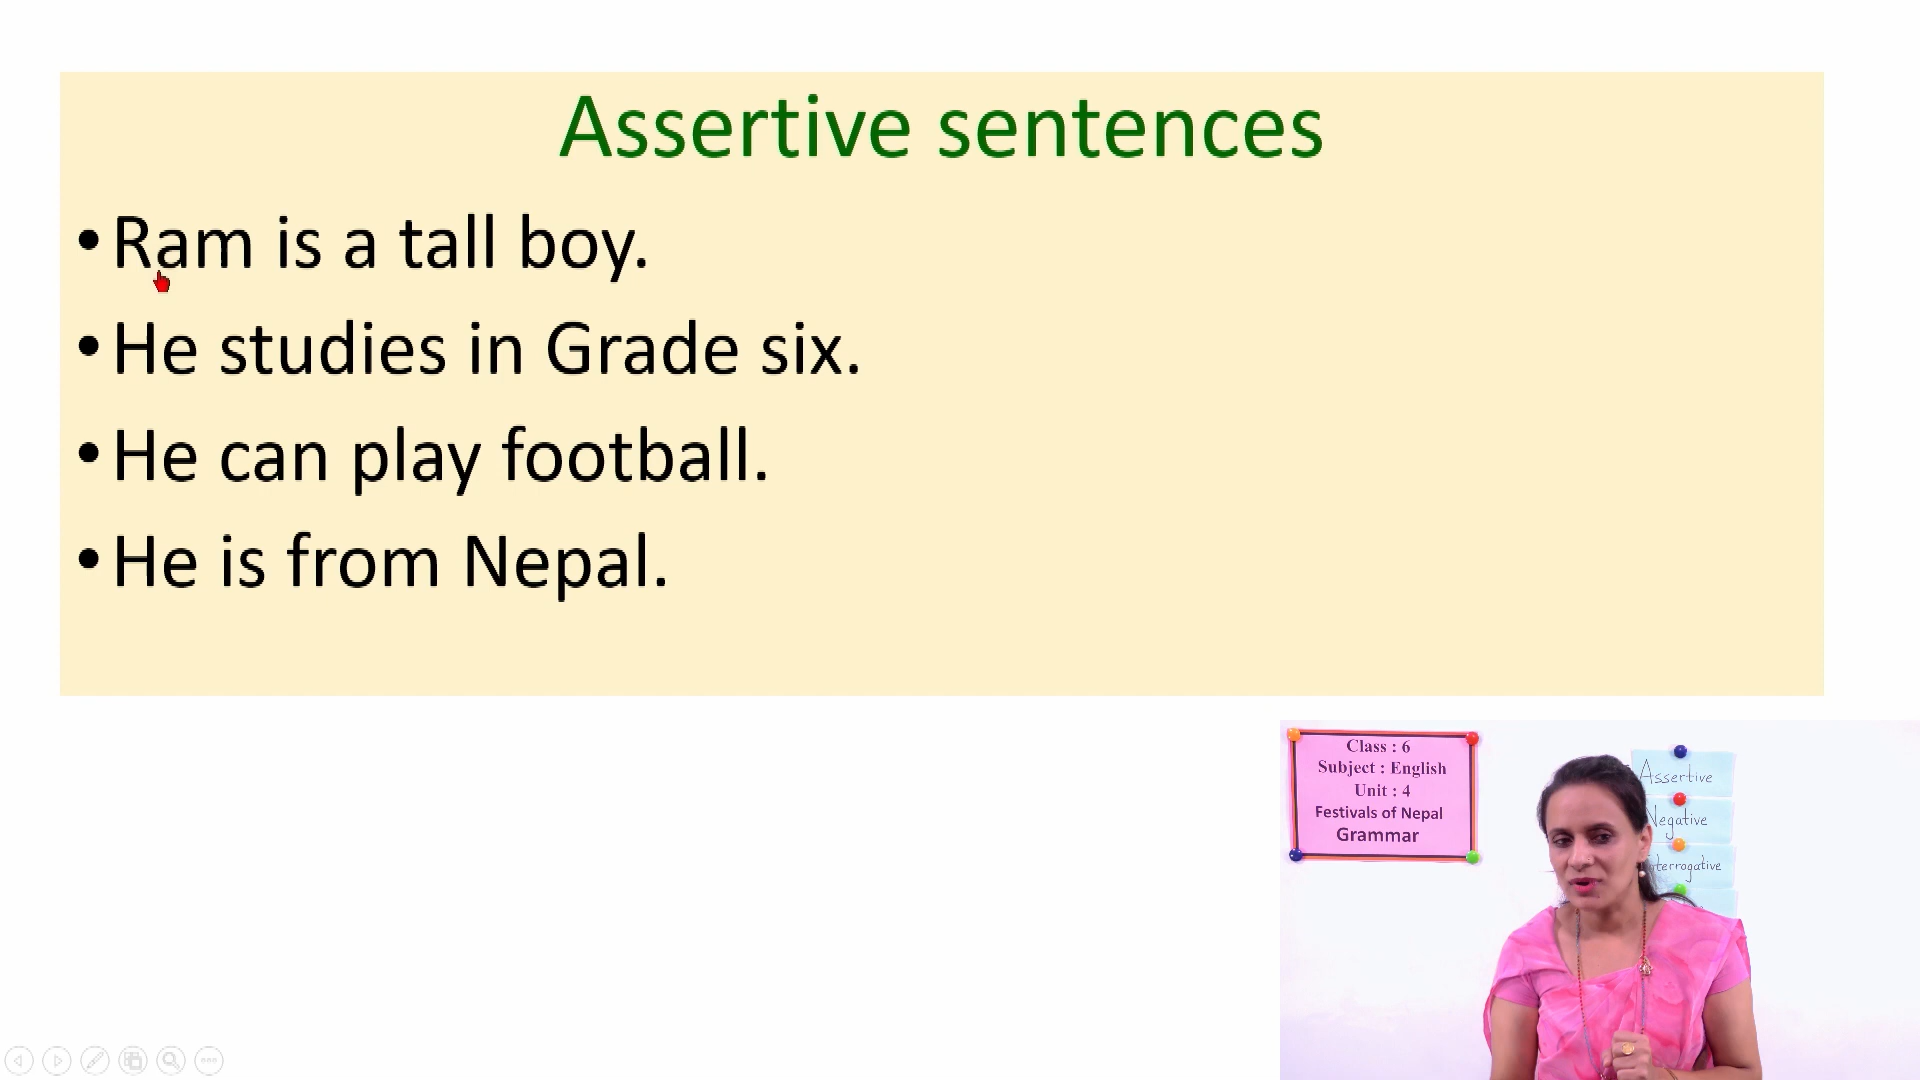 Assertive sentences
• Ram is a tall boy.
• He studies in Grade six.
• He can play football.
• He is from Nepal.
Class : 6
Subject : English
Unit : 4
Festivals of Nepal
Grammar
Assertive
Negative
nterrogative